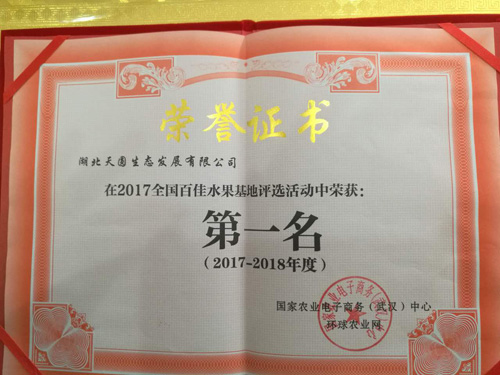 荣誉证书
湖北天圆生态发展有限公司
在2017全国百佳水果基地评选活动中荣获：
第一名
（2017-2018年度）
国家农业电子商务（武汉）中心
环球农业网